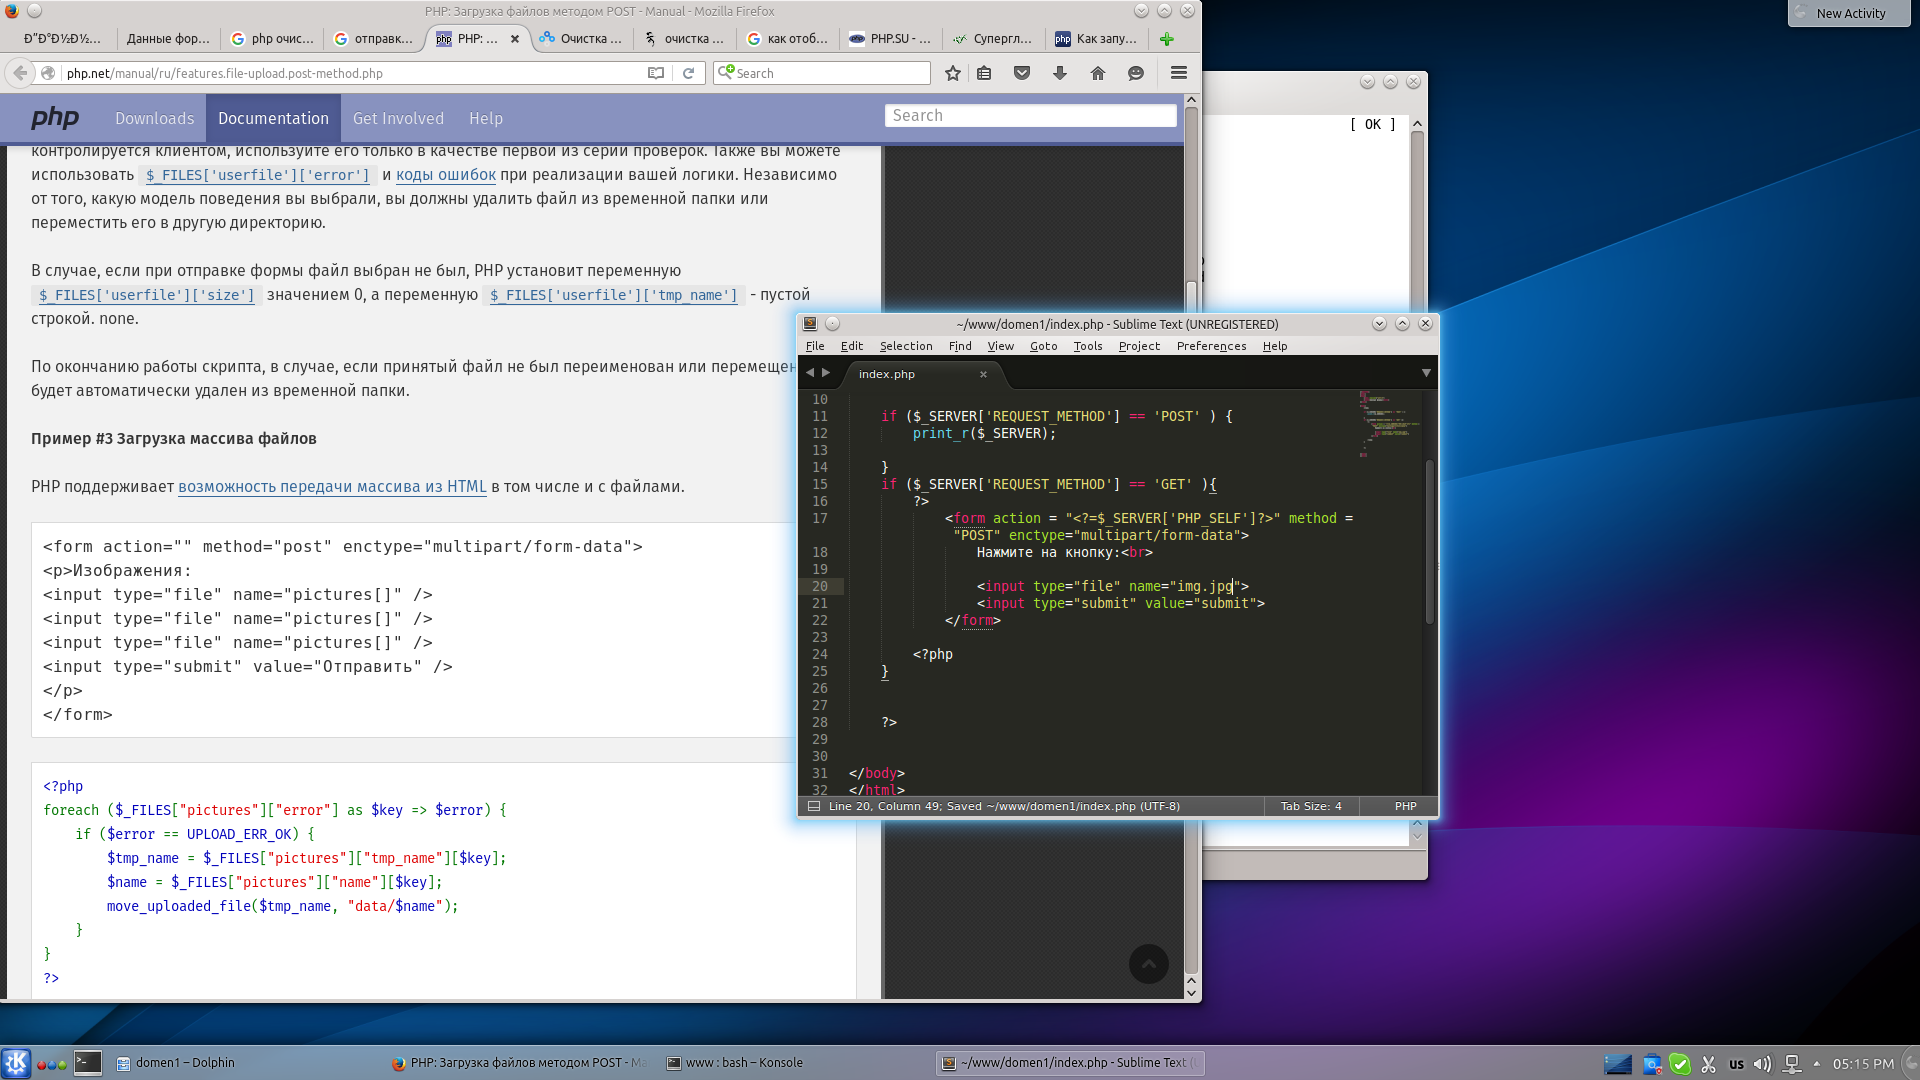 PHP: Загрузка файлов методом POST - Manual - Mozilla Firefox
Ð”Ð°Ð½Ð½Ð½...
Данные фор...
php очис...
отправк...
PHP: ...
Очистка ...
очистка ...
как отоб...
PHP.SU - ...
Супергл...
Как запу...
php.net/manual/ru/features.file-upload.post-method.php
Search
php
Downloads
Documentation
Get Involved
Help
Search
контролируется клиентом, используйте его только в качестве первой из серии проверок. Также вы можете
использовать $_FILES['userfile']['error'] и коды ошибок при реализации вашей логики. Независимо
от того, какую модель поведения вы выбрали, вы должны удалить файл из временной папки или
переместить его в другую директорию.
В случае, если при отправке формы файл выбран не был, PHP установит переменную
$_FILES['userfile']['size'] значением 0, а переменную $_FILES['userfile']['tmp_name'] - пустой
строкой. none.
По окончанию работы скрипта, в случае, если принятый файл не был переименован или перемещен
будет автоматически удален из временной папки.
Пример #3 Загрузка массива файлов
PHP поддерживает возможность передачи массива из HTML в том числе и с файлами.
<form action="" method="post" enctype="multipart/form-data">
<p>Изображения:
<input type="file" name="pictures[]" />
<input type="file" name="pictures[]" />
<input type="file" name="pictures[]" />
<input type="submit" value="Отправить" />
</p>
</form>
<?php
foreach ($_FILES["pictures"]["error"] as $key => $error) {
    if ($error == UPLOAD_ERR_OK) {
        $tmp_name = $_FILES["pictures"]["tmp_name"][$key];
        $name = $_FILES["pictures"]["name"][$key];
        move_uploaded_file($tmp_name, "data/$name");
    }
}
?>
New Activity
[ OK ]
~/www/domen1/index.php - Sublime Text (UNREGISTERED)
File Edit Selection Find View Goto Tools Project Preferences Help
index.php
10
11 if ($_SERVER['REQUEST_METHOD'] == 'POST' ) {
12 print_r($_SERVER);
13
14 }
15 if ($_SERVER['REQUEST_METHOD'] == 'GET' ){
16 ?>
17 <form action = "<?=$_SERVER['PHP_SELF']?>" method =
"POST" enctype="multipart/form-data">
18 Нажмите на кнопку:<br>
19
20 <input type="file" name="img.jpg">
21 <input type="submit" value="submit">
22 </form>
23
24 <?php
25 }
26
27
28 ?>
29
30
31 </body>
32 </html>
Line 20, Column 49; Saved ~/www/domen1/index.php (UTF-8)
Tab Size: 4
PHP
domen1 – Dolphin
PHP: Загрузка файлов методом POST - Ma
www : bash – Konsole
~/www/domen1/index.php - Sublime Text (
us
05:15 PM